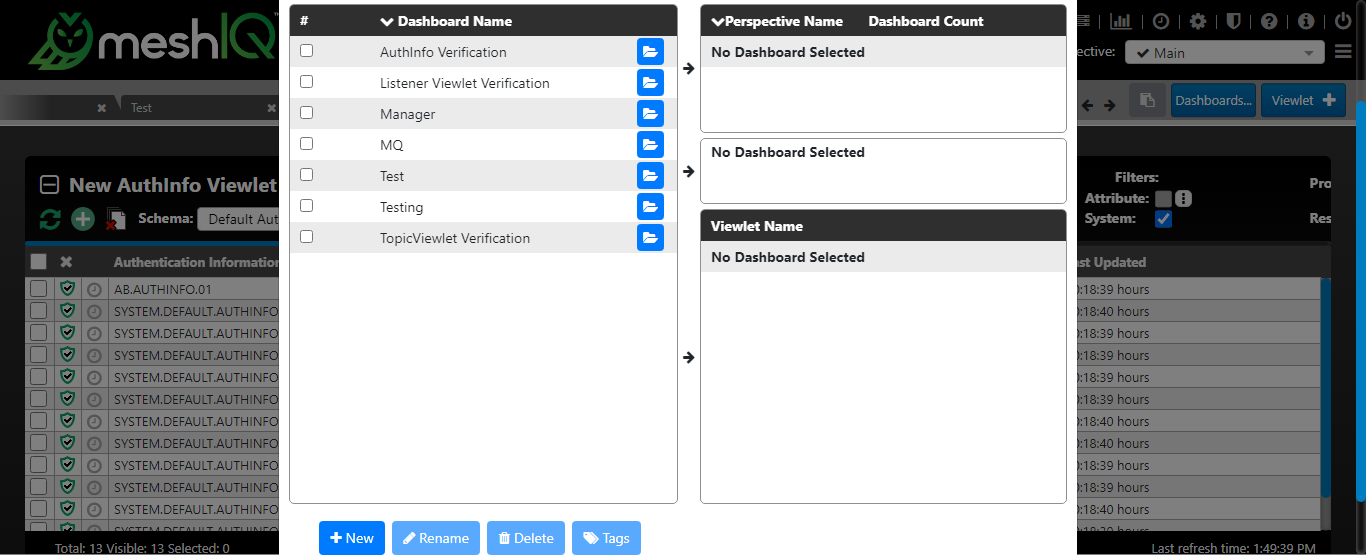 meshIQ
Test
# Dashboard Name
AuthInfo Verification
Listener Viewlet Verification
Manager
MQ
Test
Testing
TopicViewlet Verification
New
Rename
Delete
Tags
Perspective Name Dashboard Count
No Dashboard Selected
No Dashboard Selected
Viewlet Name
No Dashboard Selected
ective: Main
Dashboards...
Viewlet
New AuthInfo Viewlet
Schema: Default Aut
Filters:
Attribute:
System:
Pro
Res
Authentication Information
st Updated
AB.AUTHINFO.01 0:18:39 hours
SYSTEM.DEFAULT.AUTHINFO 0:18:40 hours
SYSTEM.DEFAULT.AUTHINFO 0:18:39 hours
SYSTEM.DEFAULT.AUTHINFO 0:18:39 hours
SYSTEM.DEFAULT.AUTHINFO 0:18:39 hours
SYSTEM.DEFAULT.AUTHINFO 0:18:39 hours
SYSTEM.DEFAULT.AUTHINFO 0:18:40 hours
SYSTEM.DEFAULT.AUTHINFO 0:18:40 hours
SYSTEM.DEFAULT.AUTHINFO 0:18:39 hours
SYSTEM.DEFAULT.AUTHINFO 0:18:39 hours
SYSTEM.DEFAULT.AUTHINFO 0:18:40 hours
SYSTEM.DEFAULT.AUTHINFO hours
Total: 13 Visible: 13 Selected: 0
Last refresh time: 1:49:39 PM